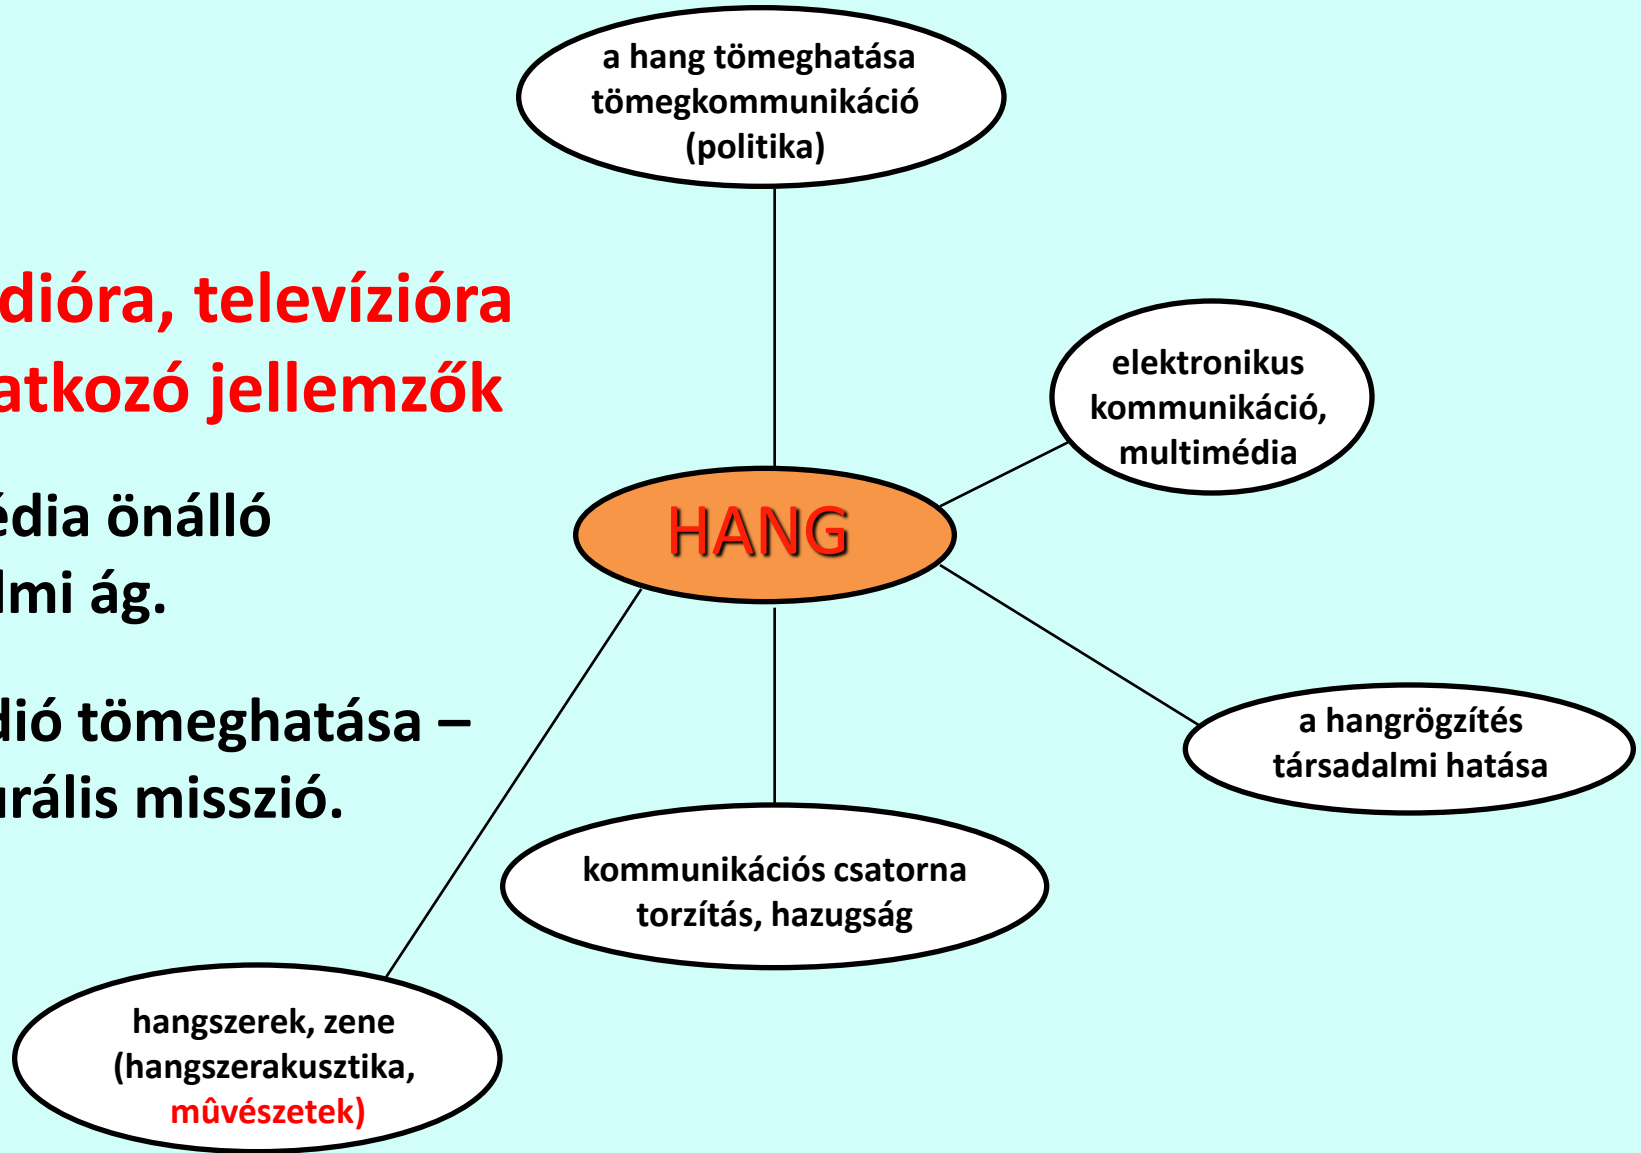 a hang tömeghatása
tömegkommunikáció
(politika)
dióra, televízióra
atkozó jellemzők
édia önálló
lmi ág.
dió tömeghatása –
urális misszió.
elektronikus
kommunikáció,
multimédia
HANG
a hangrögzítés
társadalmi hatása
kommunikációs csatorna
torzítás, hazugság
hangszerek, zene
(hangszerakusztika,
mûvészetek)